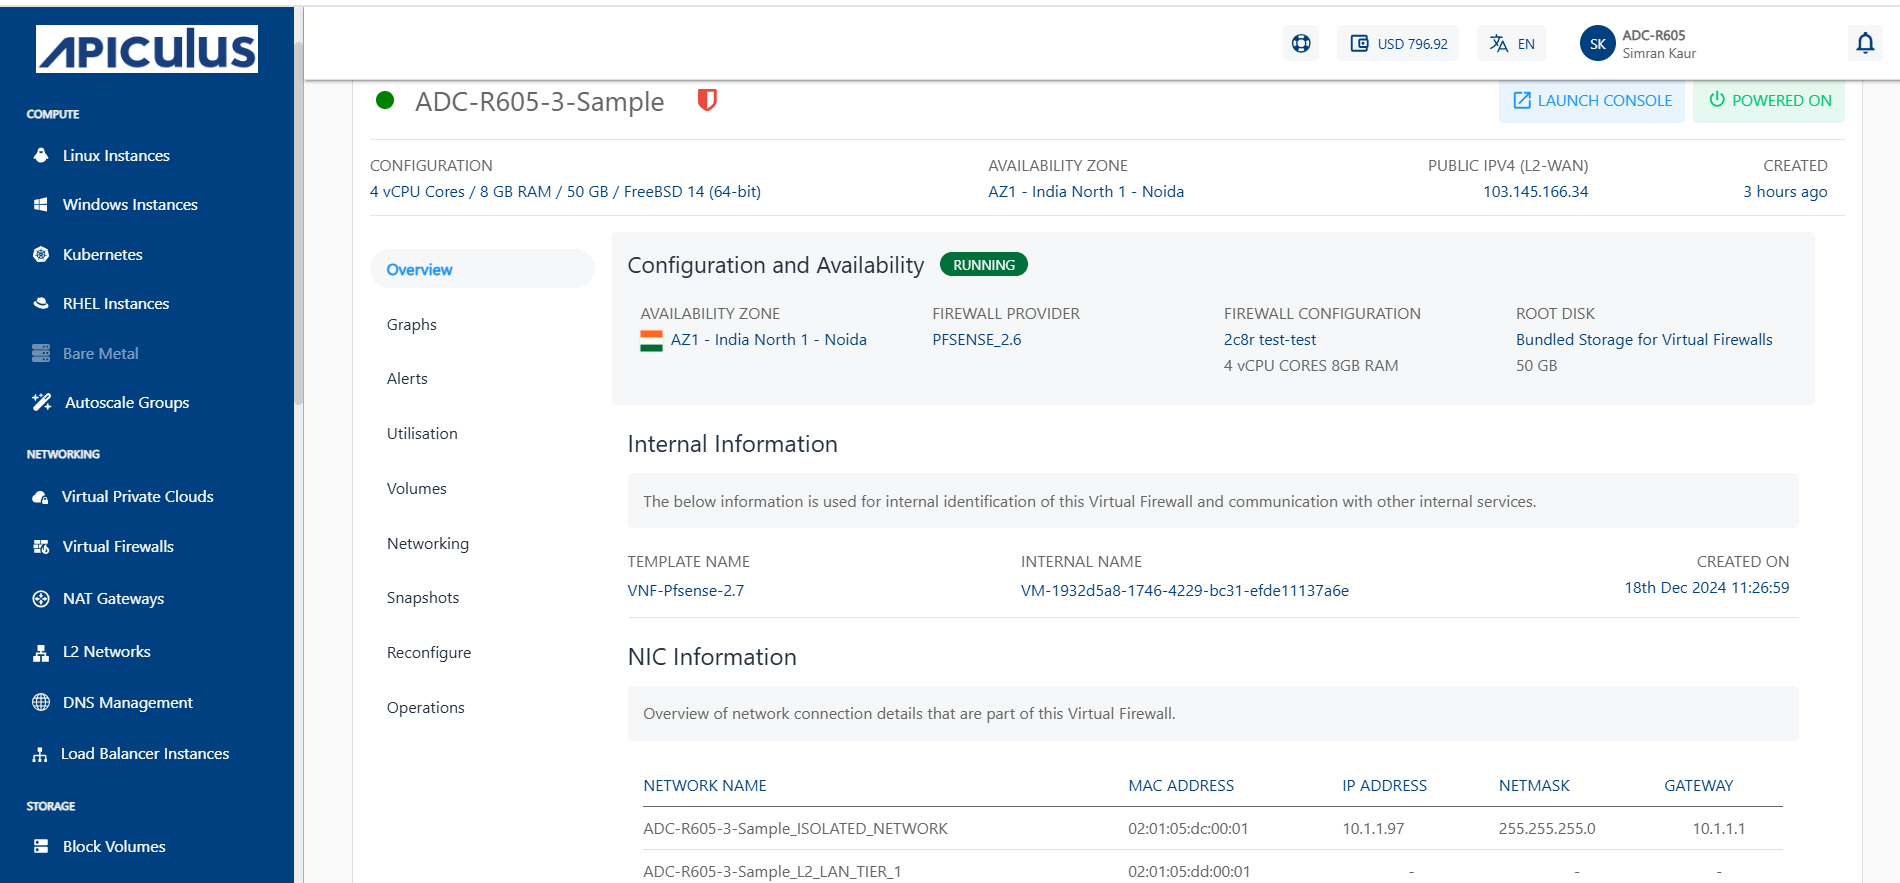 APICULUS
USD 796.92
EN
SK
ADC-R605
Simran Kaur
COMPUTE
Linux Instances
Windows Instances
Kubernetes
RHEL Instances
Bare Metal
Autoscale Groups
NETWORKING
Virtual Private Clouds
Virtual Firewalls
NAT Gateways
L2 Networks
DNS Management
Load Balancer Instances
STORAGE
Block Volumes
ADC-R605-3-Sample
LAUNCH CONSOLE
POWERED ON
CONFIGURATION
4 vCPU Cores / 8 GB RAM / 50 GB / FreeBSD 14 (64-bit)
AVAILABILITY ZONE
AZ1 - India North 1 - Noida
PUBLIC IPV4 (L2-WAN)
103.145.166.34
CREATED
3 hours ago
Overview
Graphs
Alerts
Utilisation
Volumes
Networking
Snapshots
Reconfigure
Operations
Configuration and Availability RUNNING
AVAILABILITY ZONE
AZ1 - India North 1 - Noida
FIREWALL PROVIDER
PFSENSE_2.6
FIREWALL CONFIGURATION
2c8r test-test
4 vCPU CORES 8GB RAM
ROOT DISK
Bundled Storage for Virtual Firewalls
50 GB
Internal Information
The below information is used for internal identification of this Virtual Firewall and communication with other internal services.
TEMPLATE NAME
VNF-Pfsense-2.7
INTERNAL NAME
VM-1932d5a8-1746-4229-bc31-efde11137a6e
CREATED ON
18th Dec 2024 11:26:59
NIC Information
Overview of network connection details that are part of this Virtual Firewall.
NETWORK NAME MAC ADDRESS IP ADDRESS NETMASK GATEWAY
ADC-R605-3-Sample_ISOLATED_NETWORK 02:01:05:dc:00:01 10.1.1.97 255.255.255.0 10.1.1.1
ADC-R605-3-Sample_L2_LAN_TIER_1 02:01:05:dd:00:01 - - -